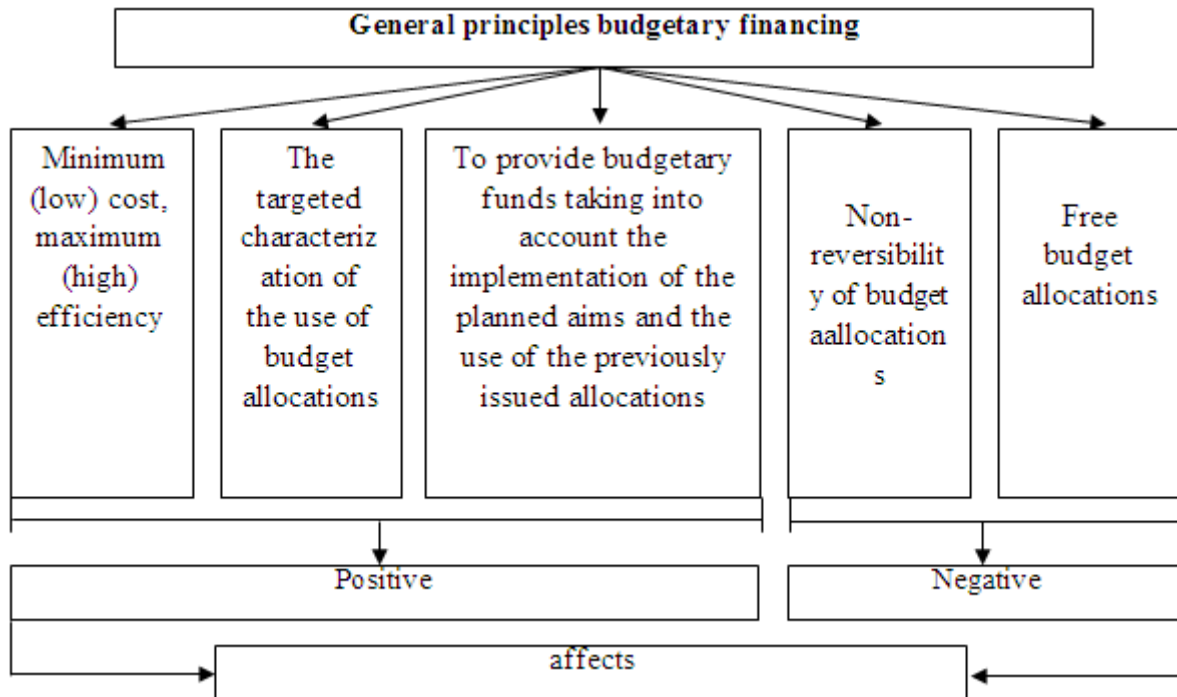 General principles budgetary financing
Minimum
(low) cost,
maximum
(high)
efficiency
The
targeted
characteriz
ation of
the use of
budget
allocations
To provide budgetary
funds taking into
account the
implementation of the
planned aims and the
use of the previously
issued allocations
Non-
reversibilit
y of budget
aallocation
s
Free
budget
allocations
Positive
Negative
affects